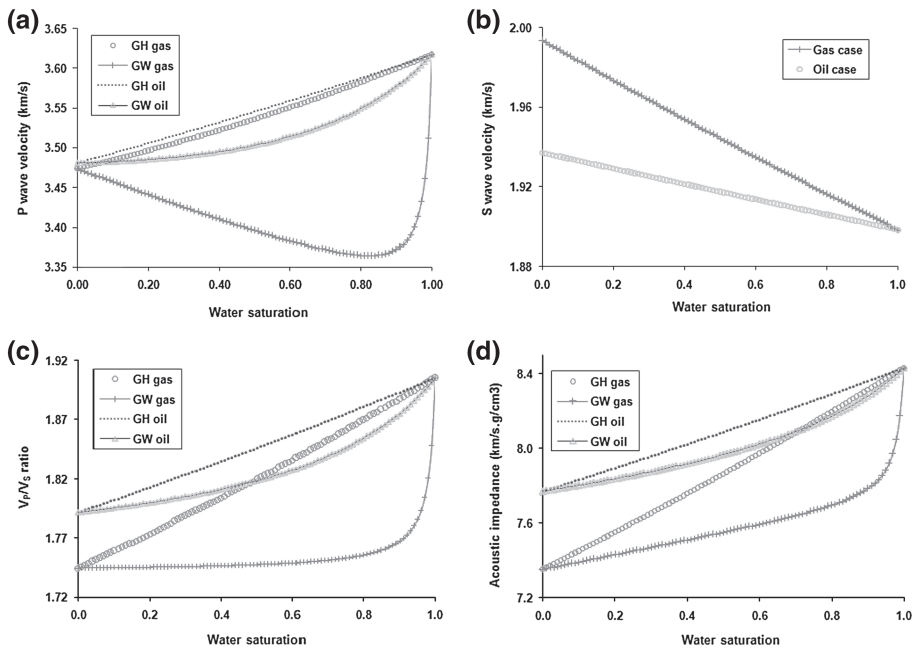 (a)
3.65
3.60
3.55
3.50
3.45
3.40
3.35
P wave velocity (km/s)
GH gas
GW gas
GH oil
GW oil
0.00 0.20 0.40 0.60 0.80 1.00
Water saturation
(b)
2.00
1.96
1.92
1.88
S wave velocity (km/s)
Gas case
Oil case
0.0 0.2 0.4 0.6 0.8 1.0
Water saturation
(c)
1.92
1.87
1.82
1.77
1.72
VP/VS ratio
GH gas
GW gas
GH oil
GW oil
0.0 0.2 0.4 0.6 0.8 1.0
Water saturation
(d)
8.4
8.0
7.6
7.2
Acoustic impedance (km/s.g/cm3)
GH gas
GW gas
GH oil
GW oil
0.0 0.2 0.4 0.6 0.8 1.0
Water saturation